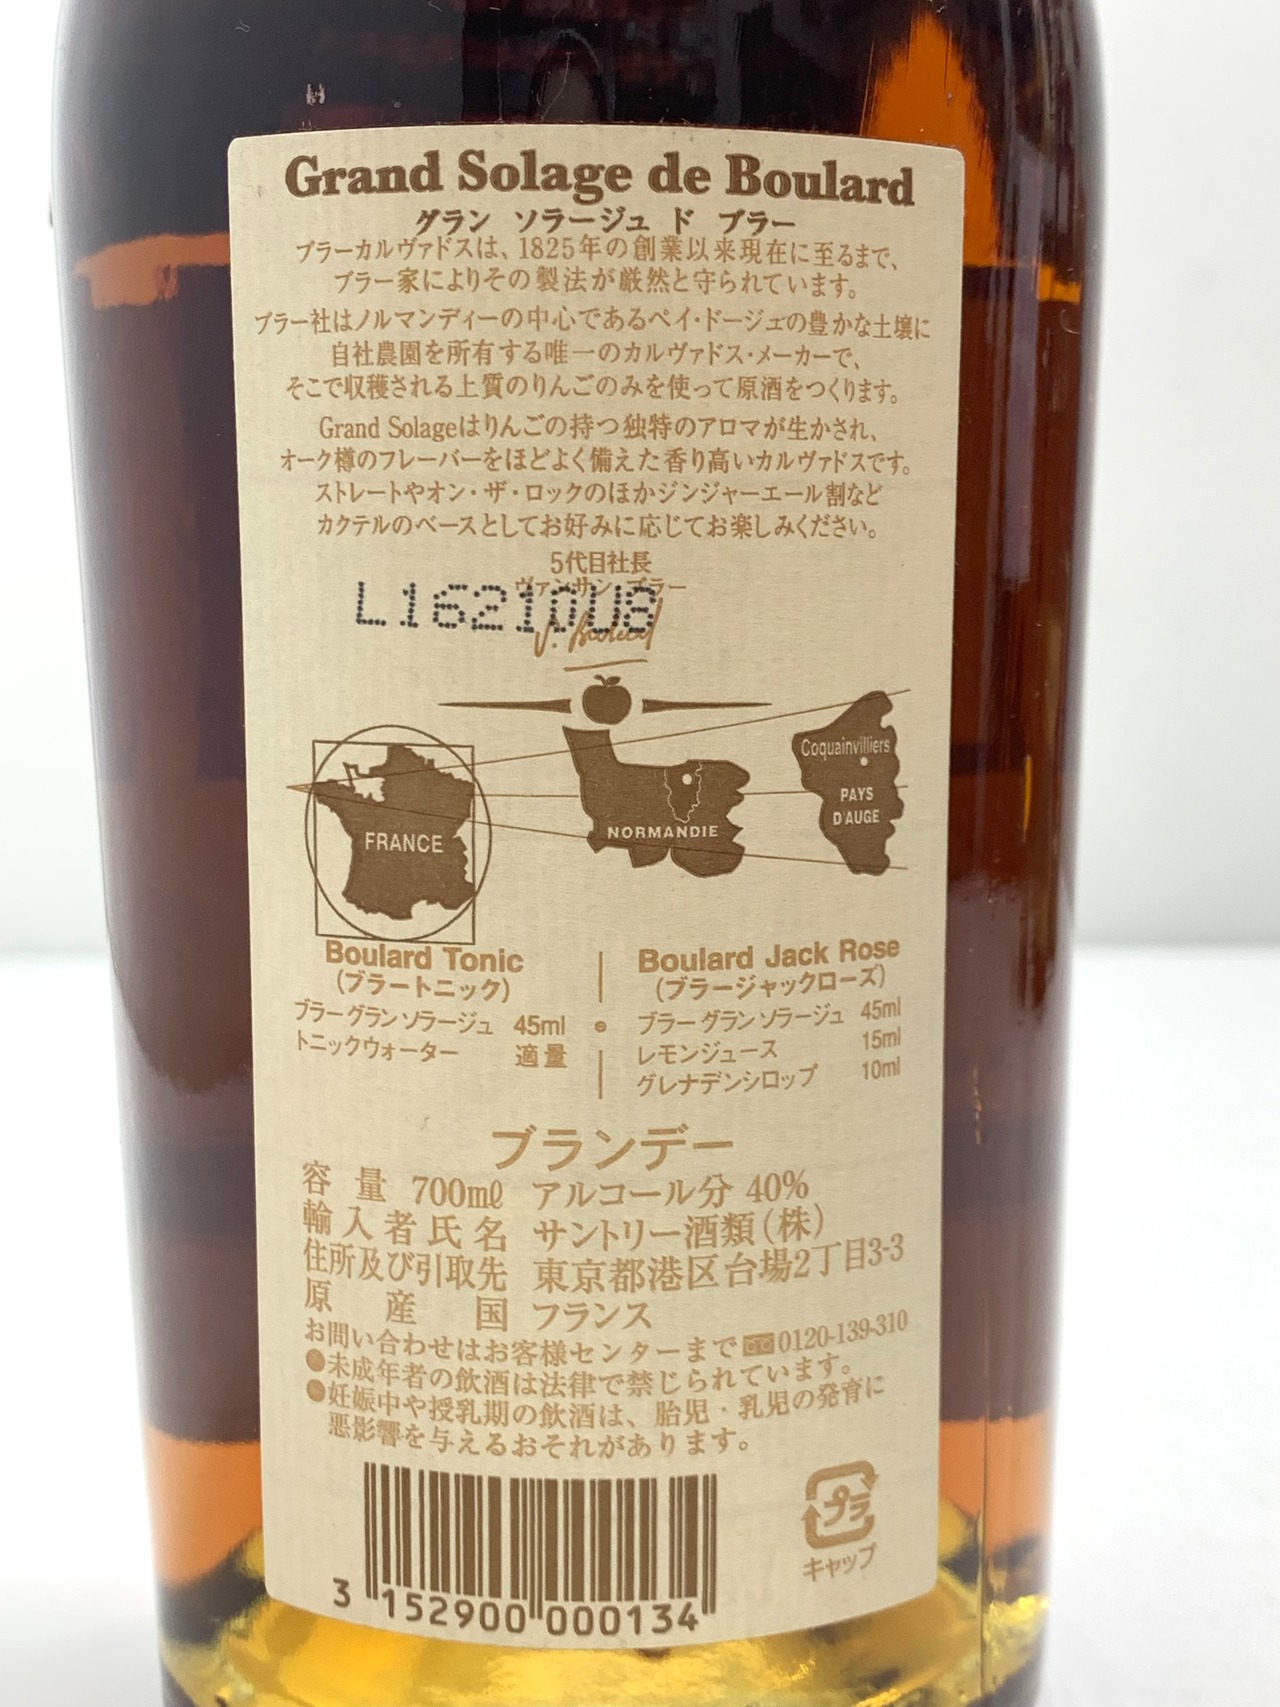 Grand Solage de Boulard
グラン ソラージュ ド ブラー
ブラーカルヴァドスは、1825年の創業以来現在に至るまで、
ブラー家によりその製法が厳然と守られています。
ブラー社はノルマンディーの中心であるペイ・ドージェの豊かな土壌に
自社農園を所有する唯一のカルヴァドス・メーカーで、
そこで収穫される上質のりんごのみを使って原酒をつくります。
Grand Solageはりんごの持つ独特のアロマが生かされ、
オーク樽のフレーバーをほどよく備えた香り高いカルヴァドスです。
ストレートやオン・ザ・ロックのほかジンジャーエール割など
カクテルのベースとしてお好みに応じてお楽しみください。
5代目社長
ヴァンサン ブラー
L16210U8
V. Boulard
Coquainvilliers
PAYS
D'AUGE
NORMANDIE
FRANCE
Boulard Tonic
(ブラートニック)
ブラー グラン ソラージュ 45ml
トニックウォーター 適量
Boulard Jack Rose
(ブラージャックローズ)
ブラー グラン ソラージュ 45ml
レモンジュース 15ml
グレナデンシロップ 10ml
ブランデー
容量 700mℓ アルコール分 40%
輸入者氏名 サントリー酒類(株)
住所及び引取先 東京都港区台場2丁目3-3
原産国 フランス
お問い合わせはお客様センターまで 0120-139-310
●未成年者の飲酒は法律で禁じられています。
●妊娠中や授乳期の飲酒は、胎児・乳児の発育に
悪影響を与えるおそれがあります。
プラ
キャップ
3 152900 000134